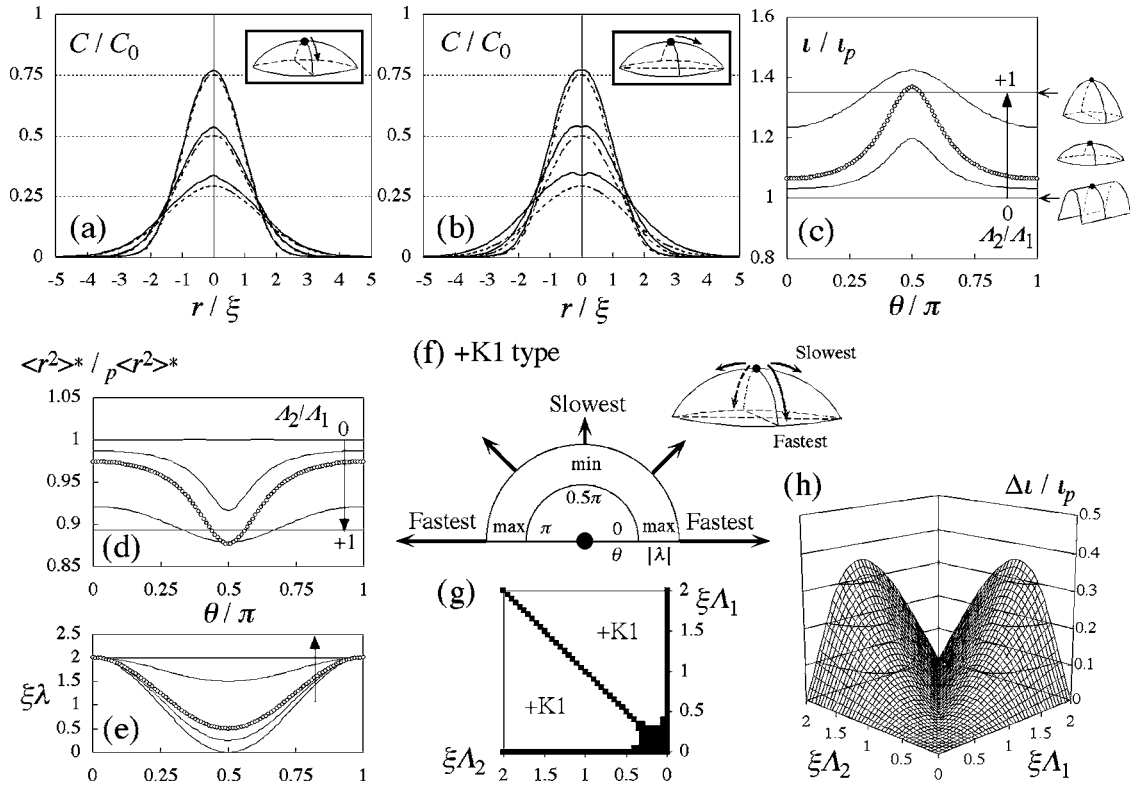 C / C₀
1
0.75
0.5
0.25
0
(a)
-5 -4 -3 -2 -1 0 1 2 3 4 5
r / ξ
C / C₀
1
0.75
0.5
0.25
0
(b)
-5 -4 -3 -2 -1 0 1 2 3 4 5
r / ξ
ι / ιₚ
1.6
1.4
1.2
1
0.8
+1
0
Λ₂/Λ₁
(c)
0 0.25 0.5 0.75 1
θ / π
<r²>* / ₚ<r²>*
1.05
1
0.95
0.9
0.85
Λ₂/Λ₁
0
+1
(d)
0 0.25 0.5 0.75 1
θ / π
2.5
2
1.5
1
0.5
0
ξλ
(e)
0 0.25 0.5 0.75 1
(f) +K1 type
Slowest
Fastest
Slowest
min
0.5π
Fastest
max
π
0
max
Fastest
θ
|λ|
(g)
+K1
+K1
2
1.5
1
0.5
0
ξΛ₁
ξΛ₂
2 1.5 1 0.5 0
(h)
Δι / ιₚ
0.5
0.4
0.3
0.2
0.1
0
0
2
1.5
1
0.5
0
0.5
1
1.5
2
ξΛ₂
ξΛ₁